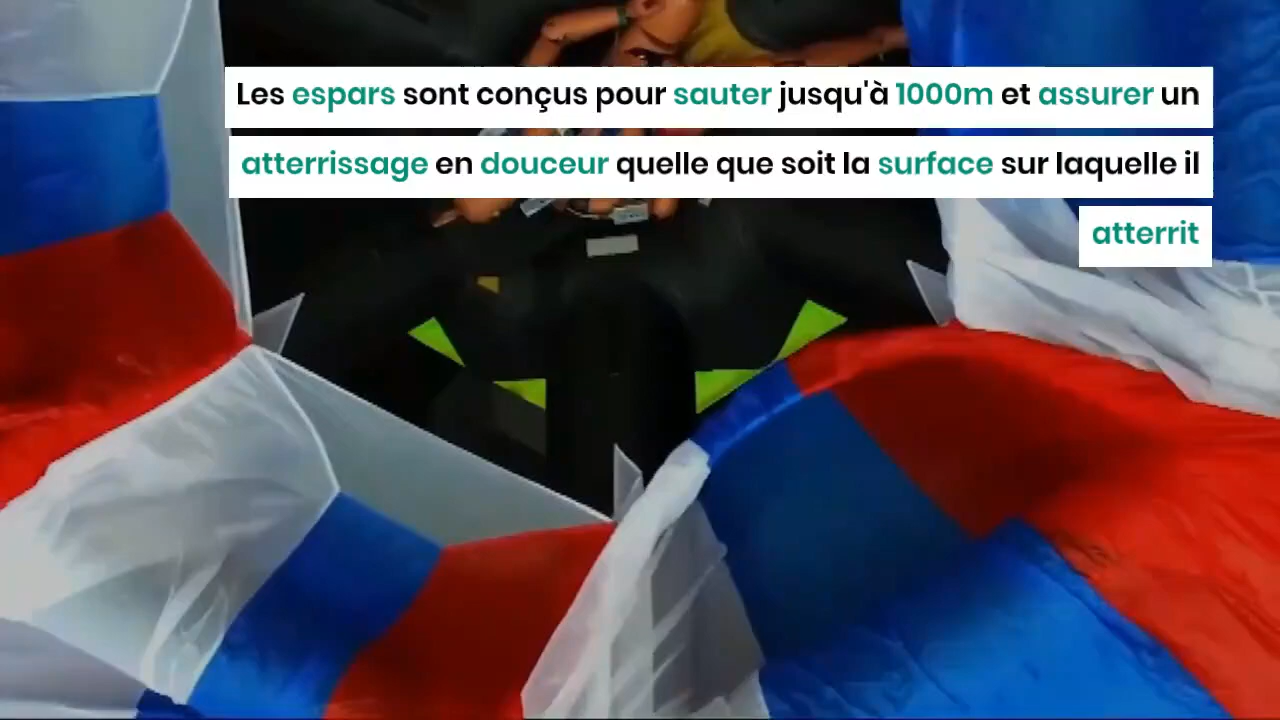 Les espars sont conçus pour sauter jusqu'à 1000m et assurer un
atterrissage en douceur quelle que soit la surface sur laquelle il
atterrit